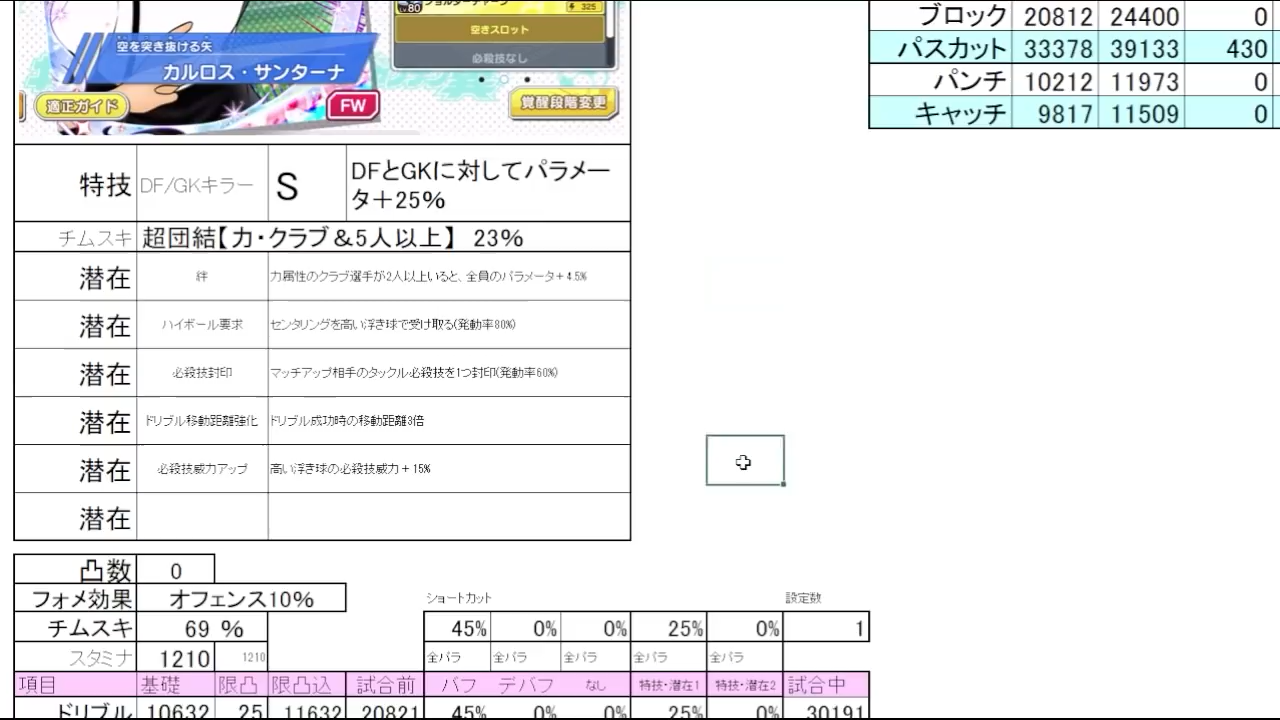 LV80 ショルダーチャージ 325
空きスロット
必殺技なし
空を突き抜ける矢
カルロス・サンターナ
適正ガイド FW 覚醒段階変更
ブロック 20812 24400 0
パスカット 33378 39133 430
パンチ 10212 11973 0
キャッチ 9817 11509 0
特技 DF/GKキラー S DFとGKに対してパラメー
タ＋25%
チムスキ 超団結【力・クラブ＆5人以上】 23%
潜在 絆 力属性のクラブ選手が2人以上いると、全員のパラメータ＋4.5%
潜在 ハイボール要求 センタリングを高い浮き球で受け取る(発動率80%)
潜在 必殺技封印 マッチアップ相手のタックル必殺技を1つ封印(発動率60%)
潜在 ドリブル移動距離強化 ドリブル成功時の移動距離3倍
潜在 必殺技威力アップ 高い浮き球の必殺技威力＋15%
潜在
凸数 0
フォメ効果 オフェンス10% ショートカット 設定数
チムスキ 69 % 45% 0% 0% 25% 0% 1
スタミナ 1210 1210 全パラ 全パラ 全パラ 全パラ 全パラ
項目 基礎 限凸 限凸込 試合前 バフ デバフ なし 特技・潜在1 特技・潜在2 試合中
ドリブル 10632 25 11632 20821 45% 0% 0% 25% 0% 30191